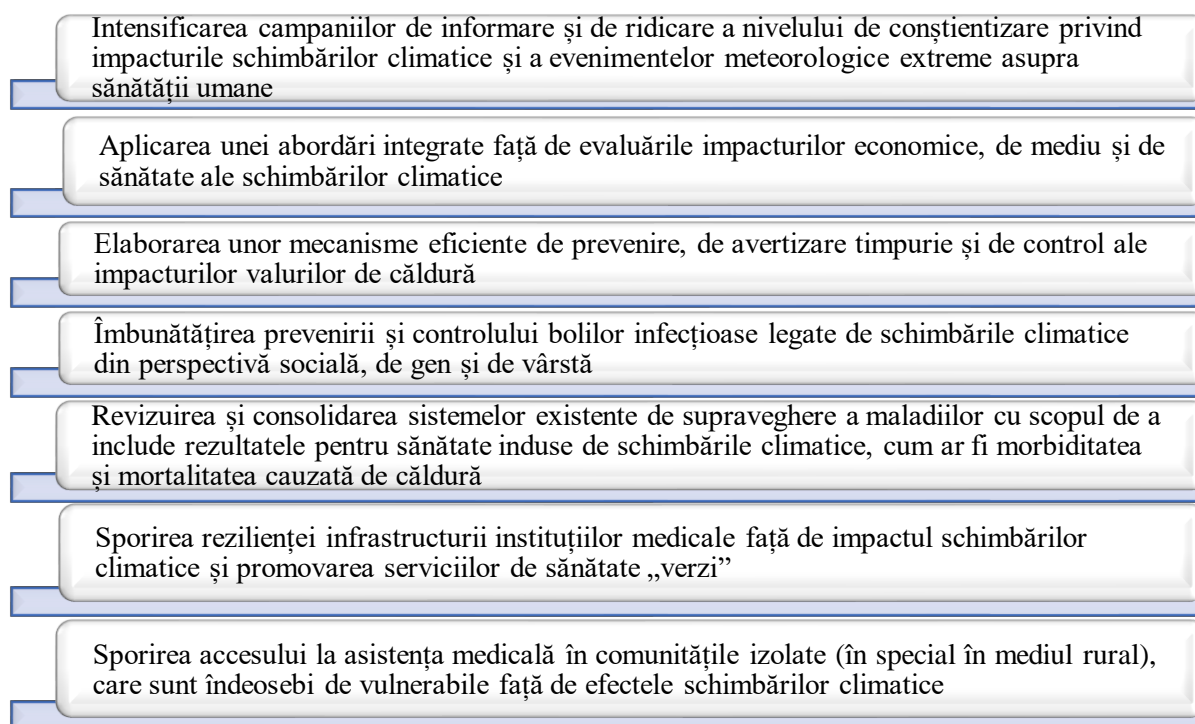 Intensificarea campaniilor de informare și de ridicare a nivelului de conștientizare privind
impacturile schimbărilor climatice și a evenimentelor meteorologice extreme asupra
sănătății umane
Aplicarea unei abordări integrate față de evaluările impacturilor economice, de mediu și de
sănătate ale schimbărilor climatice
Elaborarea unor mecanisme eficiente de prevenire, de avertizare timpurie și de control ale
impacturilor valurilor de căldură
Îmbunătățirea prevenirii și controlului bolilor infecțioase legate de schimbările climatice
din perspectivă socială, de gen și de vârstă
Revizuirea și consolidarea sistemelor existente de supraveghere a maladiilor cu scopul de a
include rezultatele pentru sănătate induse de schimbările climatice, cum ar fi morbiditatea
și mortalitatea cauzată de căldură
Sporirea rezilienței infrastructurii instituțiilor medicale față de impactul schimbărilor
climatice și promovarea serviciilor de sănătate „verzi”
Sporirea accesului la asistența medicală în comunitățile izolate (în special în mediul rural),
care sunt îndeosebi de vulnerabile față de efectele schimbărilor climatice